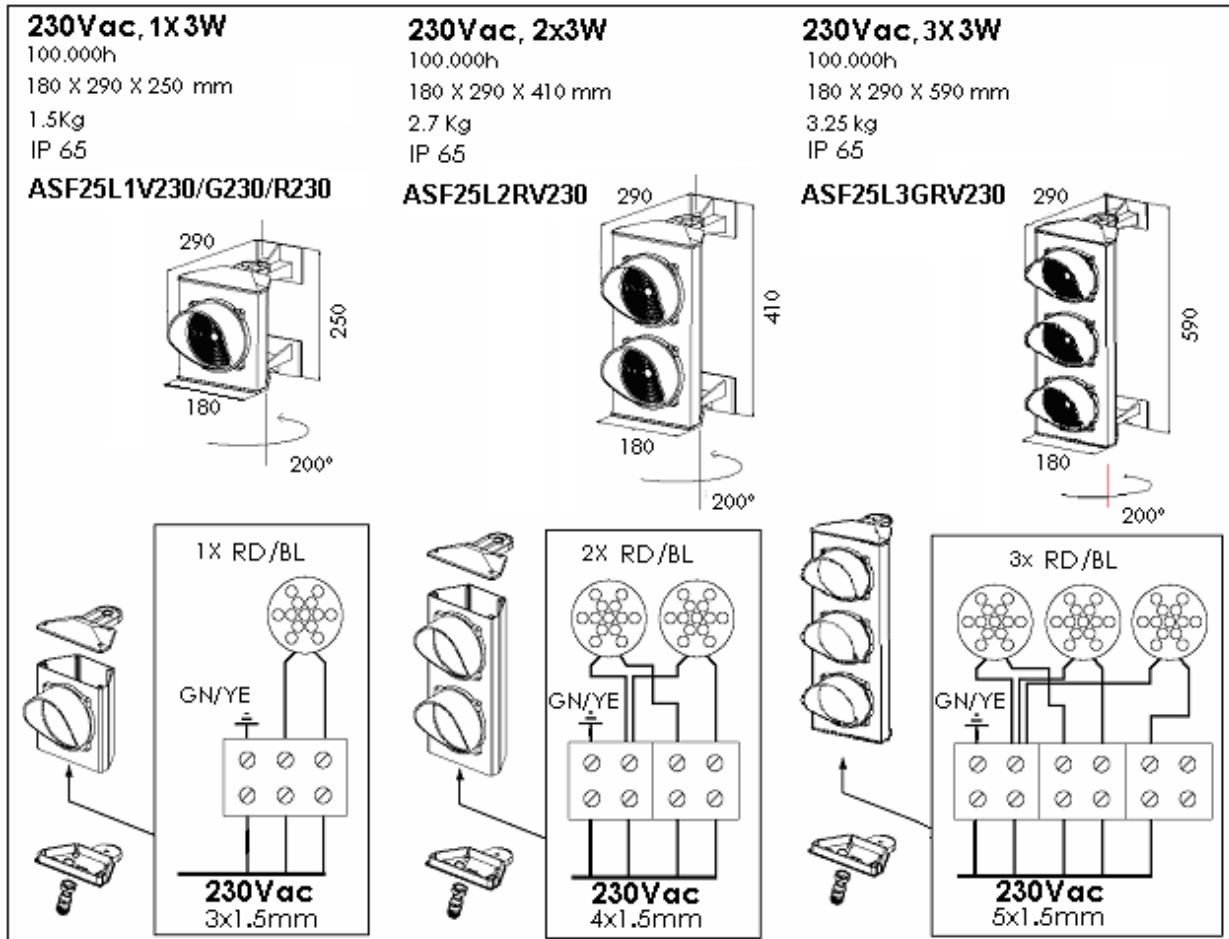 230Vac, 1X3W
100.000h
180 X 290 X 250 mm
1.5Kg
IP 65
ASF25L1V230/G230/R230
290
250
180
200°
230Vac, 2x3W
100.000h
180 X 290 X 410 mm
2.7 Kg
IP 65
ASF25L2RV230
290
410
180
200°
230Vac, 3X3W
100.000h
180 X 290 X 590 mm
3.25 kg
IP 65
ASF25L3GRV230
290
590
180
200°
1X RD/BL
GN/YE
230Vac
3x1.5mm
2X RD/BL
GN/YE
230Vac
4x1.5mm
3x RD/BL
GN/YE
230Vac
5x1.5mm